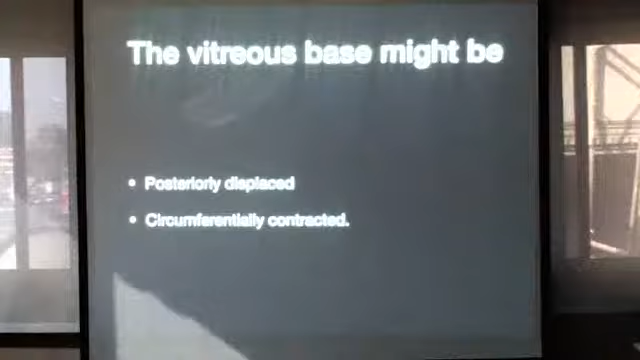 The vitreous base might be
• Posteriorly displaced
• Circumferentially contracted.